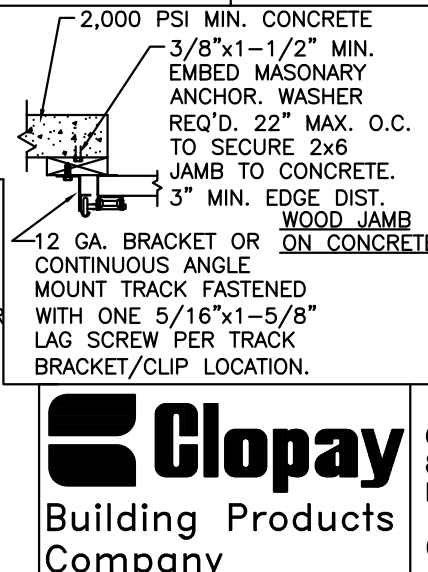 2,000 PSI MIN. CONCRETE
3/8"x1-1/2" MIN.
EMBED MASONARY
ANCHOR. WASHER
REQ'D. 22" MAX. O.C.
TO SECURE 2x6
JAMB TO CONCRETE.
3" MIN. EDGE DIST.
WOOD JAMB
ON CONCRETE
12 GA. BRACKET OR
CONTINUOUS ANGLE
MOUNT TRACK FASTENED
WITH ONE 5/16"x1-5/8"
LAG SCREW PER TRACK
BRACKET/CLIP LOCATION.
Clopay
Building Products
Company